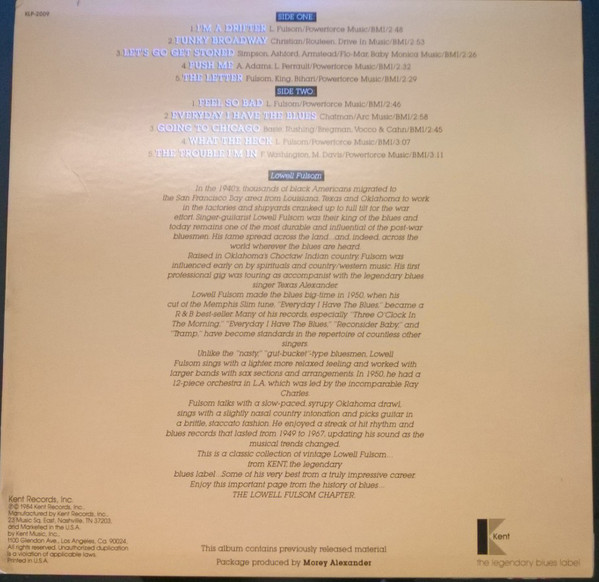 KLP-2009
SIDE ONE:
1. I'M A DRIFTER L. Fulsom/Powerforce Music/BMI/2:48
2. FUNKY BROADWAY Christian/Bouleen, Drive In Music/BMI/2:53
3. LET'S GO GET STONED Simpson, Ashford, Armstead/Flo-Mar, Baby Monica Music/BMI/2:26
4. PUSH ME A. Adams, L. Permzull/Powerforce Music/BMI/2:32
5. THE LETTER Fulsom, King, Bihari/Powerforce Music/BMI/2:29
SIDE TWO:
1. FEEL SO BAD L. Fulsom/Powerforce Music/BMI/2:46
2. EVERYDAY I HAVE THE BLUES Chatman/Arc Music/BMI/2:58
3. GOING TO CHICAGO Basie, Rushing/Bregman, Vocco & Cahn/BMI/2:45
4. WHAT THE HECK L. Fulsom/Powerforce Music/BMI/3:07
5. THE TROUBLE I'M IN F. Washington, M. Davis/Powerforce Music/BMI/3:11
Lowell Fulsom
In the 1940's, thousands of black Americans migrated to
the San Francisco Bay area from Louisiana, Texas and Oklahoma to work
in the factories and shipyards cranked up to full tilt for the war
effort. Singer-guitarist Lowell Fulsom was their king of the blues and
today remains one of the most durable and influential of the post-war
bluesmen. His fame spread across the land... and, indeed, across the
world wherever the blues are heard.
Raised in Oklahoma's Choctaw Indian country, Fulsom was
influenced early on by spirituals and country/western music. His first
professional gig was touring as accompanist with the legendary blues
singer Texas Alexander.
Lowell Fulsom made the blues big-time in 1950, when his
cut of the Memphis Slim tune, "Everyday I Have The Blues," became a
R & B best-seller. Many of his records, especially "Three O'Clock In
The Morning," "Everyday I Have The Blues," "Reconsider Baby," and
"Tramp," have become standards in the repertoire of countless other
singers
Unlike the "nasty," "gut-bucket"-type bluesmen, Lowell
Fulsom sings with a lighter, more relaxed feeling and worked with
larger bands with sax sections and arrangements. In 1950, he had a
12-piece orchestra in L.A. which was led by the incomparable Ray
Charles.
Fulsom talks with a slow-paced, syrupy Oklahoma drawl,
sings with a slightly nasal country intonation and picks guitar in
a brittle, staccato fashion. He enjoyed a streak of hit rhythm and
blues records that lasted from 1949 to 1967, updating his sound as the
musical trends changed.
This is a classic collection of vintage Lowell Fulsom...
from KENT, the legendary
blues label... Some of his very best from a truly impressive career.
Enjoy this important page from the history of blues...
THE LOWELL FULSOM CHAPTER.
Kent Records, Inc.
℗ © 1984 Kent Records, Inc.
Manufactured by Kent Records, Inc.,
23 Music Sq. East, Nashville, TN 37203,
and Marketed in the U.S.A.
by Kent Music, Inc.,
1100 Glendon Ave., Los Angeles, Ca. 90024.
All rights reserved. Unauthorized duplication
is a violation of applicable laws.
Printed in U.S.A.
This album contains previously released material
Package produced by Morey Alexander
Kent
the legendary blues label